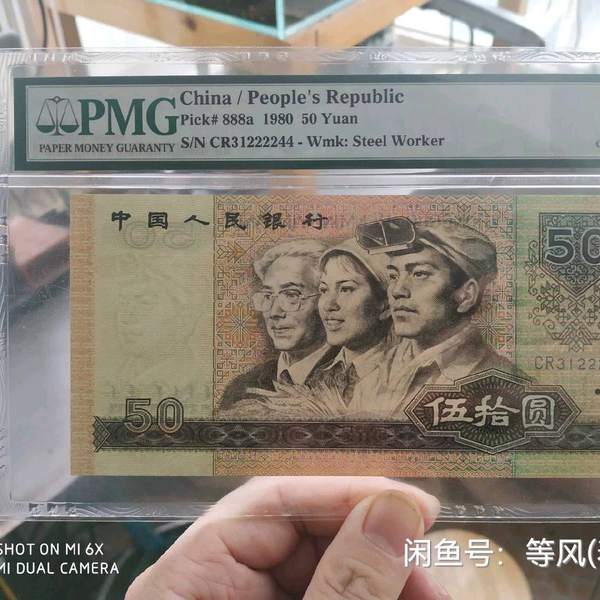 PMG
PAPER MONEY GUARANTY
China / People's Republic
Pick# 888a 1980 50 Yuan
S/N CR31222244 - Wmk: Steel Worker
中国人民银行
50
CR3122
50
伍拾圆
SHOT ON MI 6X
MI DUAL CAMERA
闲鱼号：等风(